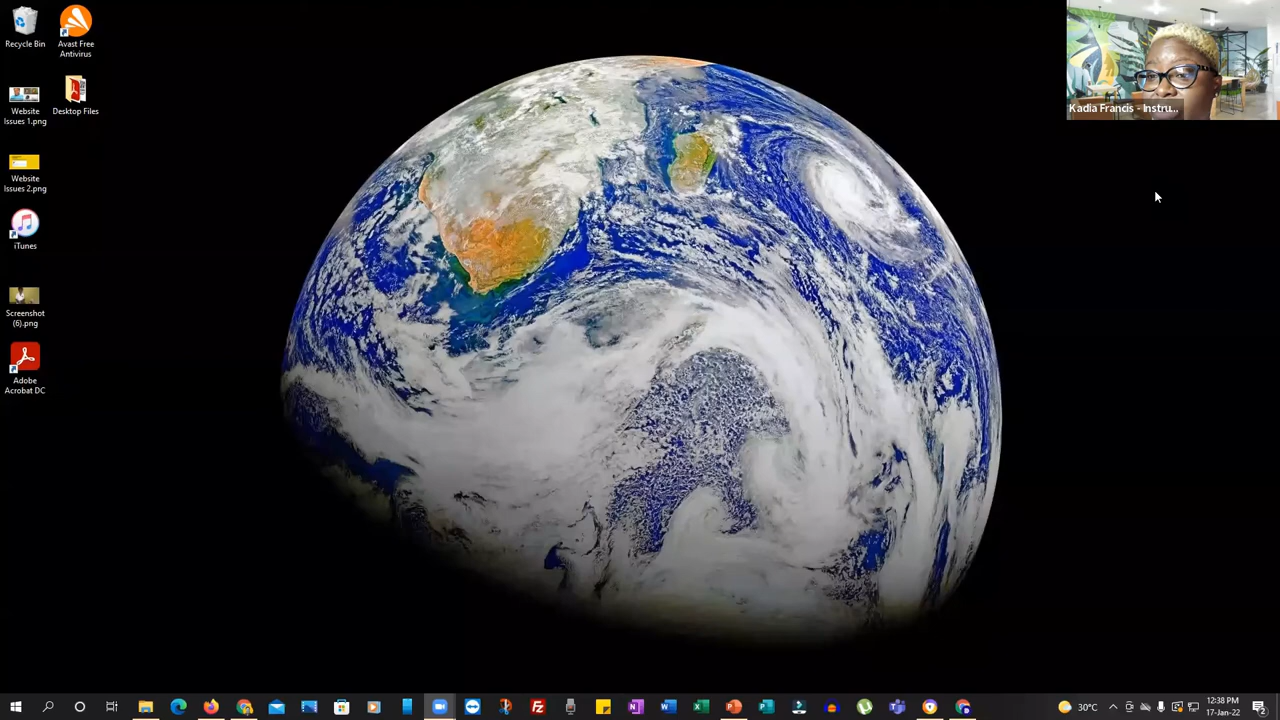 Recycle Bin
Avast Free
Antivirus
Website
Issues 1.png
Desktop Files
Website
Issues 2.png
iTunes
Screenshot
(6).png
Adobe
Acrobat DC
Kadia Francis - Instru...
30°C
12:38 PM
17-Jan-22
2